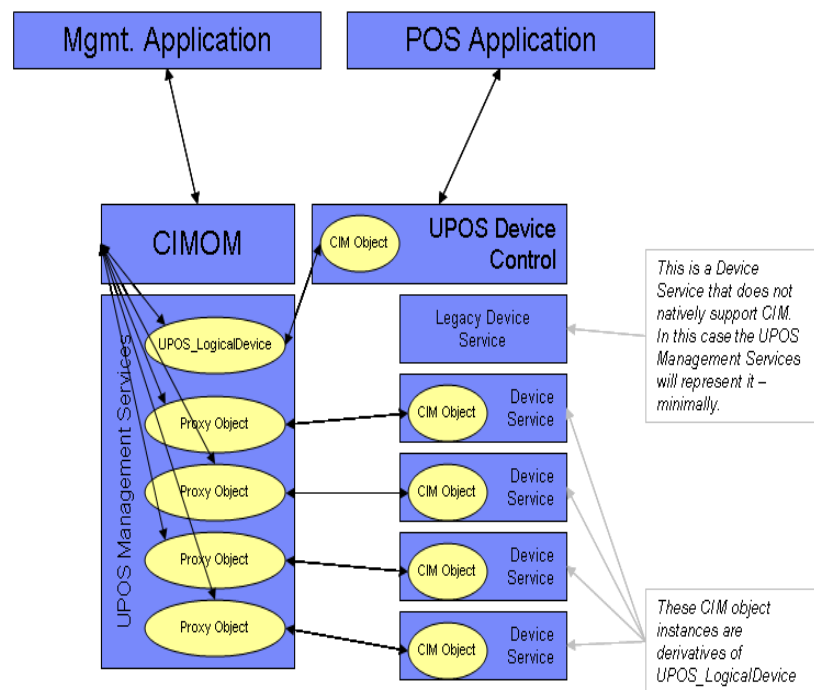 Mgmt. Application
POS Application
CIMOM
CIM Object
UPOS Device
Control
This is a Device
Service that does not
natively support CIM.
In this case the UPOS
Management Services
will represent it –
minimally.
UPOS Management Services
UPOS_LogicalDevice
Legacy Device
Service
Proxy Object
CIM Object
Device
Service
Proxy Object
CIM Object
Device
Service
Proxy Object
CIM Object
Device
Service
Proxy Object
CIM Object
Device
Service
These CIM object
instances are
derivatives of
UPOS_LogicalDevice